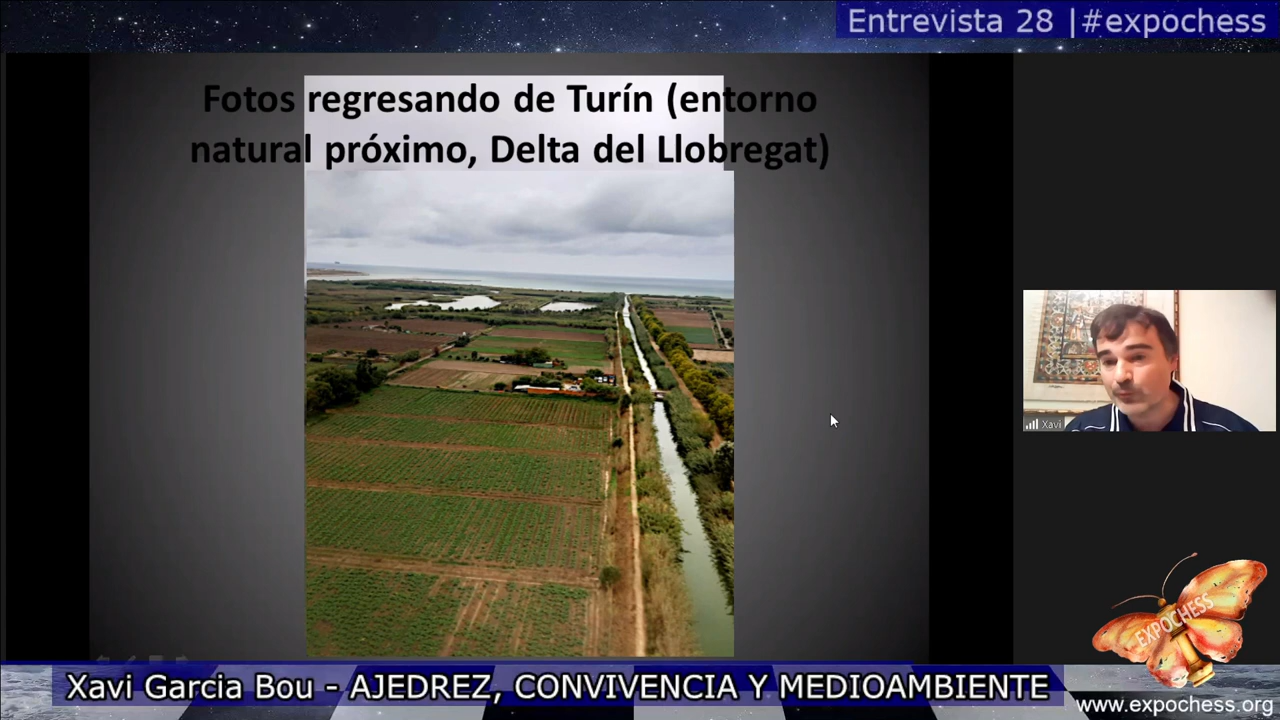 Entrevista 28 |#expochess
Fotos regresando de Turín (entorno
natural próximo, Delta del Llobregat)
Xavi
EXPOCHESS
Xavi Garcia Bou - AJEDREZ, CONVIVENCIA Y MEDIOAMBIENTE
www.expochess.org